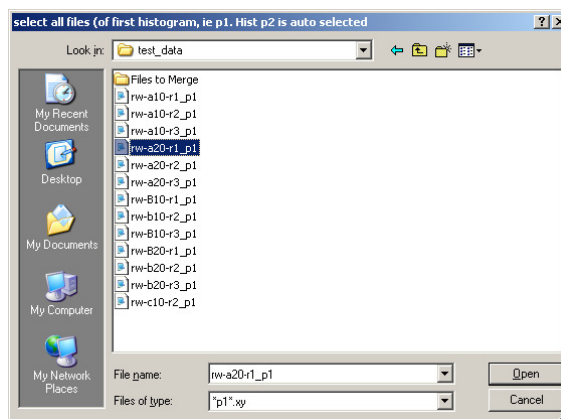 select all files (of first histogram, ie p1. Hist p2 is auto selected
Look in: test_data
Files to Merge
rw-a10-r1_p1
rw-a10-r2_p1
rw-a10-r3_p1
rw-a20-r1_p1
rw-a20-r2_p1
rw-a20-r3_p1
rw-B10-r1_p1
rw-b10-r2_p1
rw-B10-r3_p1
rw-B20-r1_p1
rw-b20-r2_p1
rw-b20-r3_p1
rw-c10-r2_p1
My Recent
Documents
Desktop
My Documents
My Computer
My Network
Places
File name: rw-a20-r1_p1 Open
Files of type: *p1*.xy Cancel